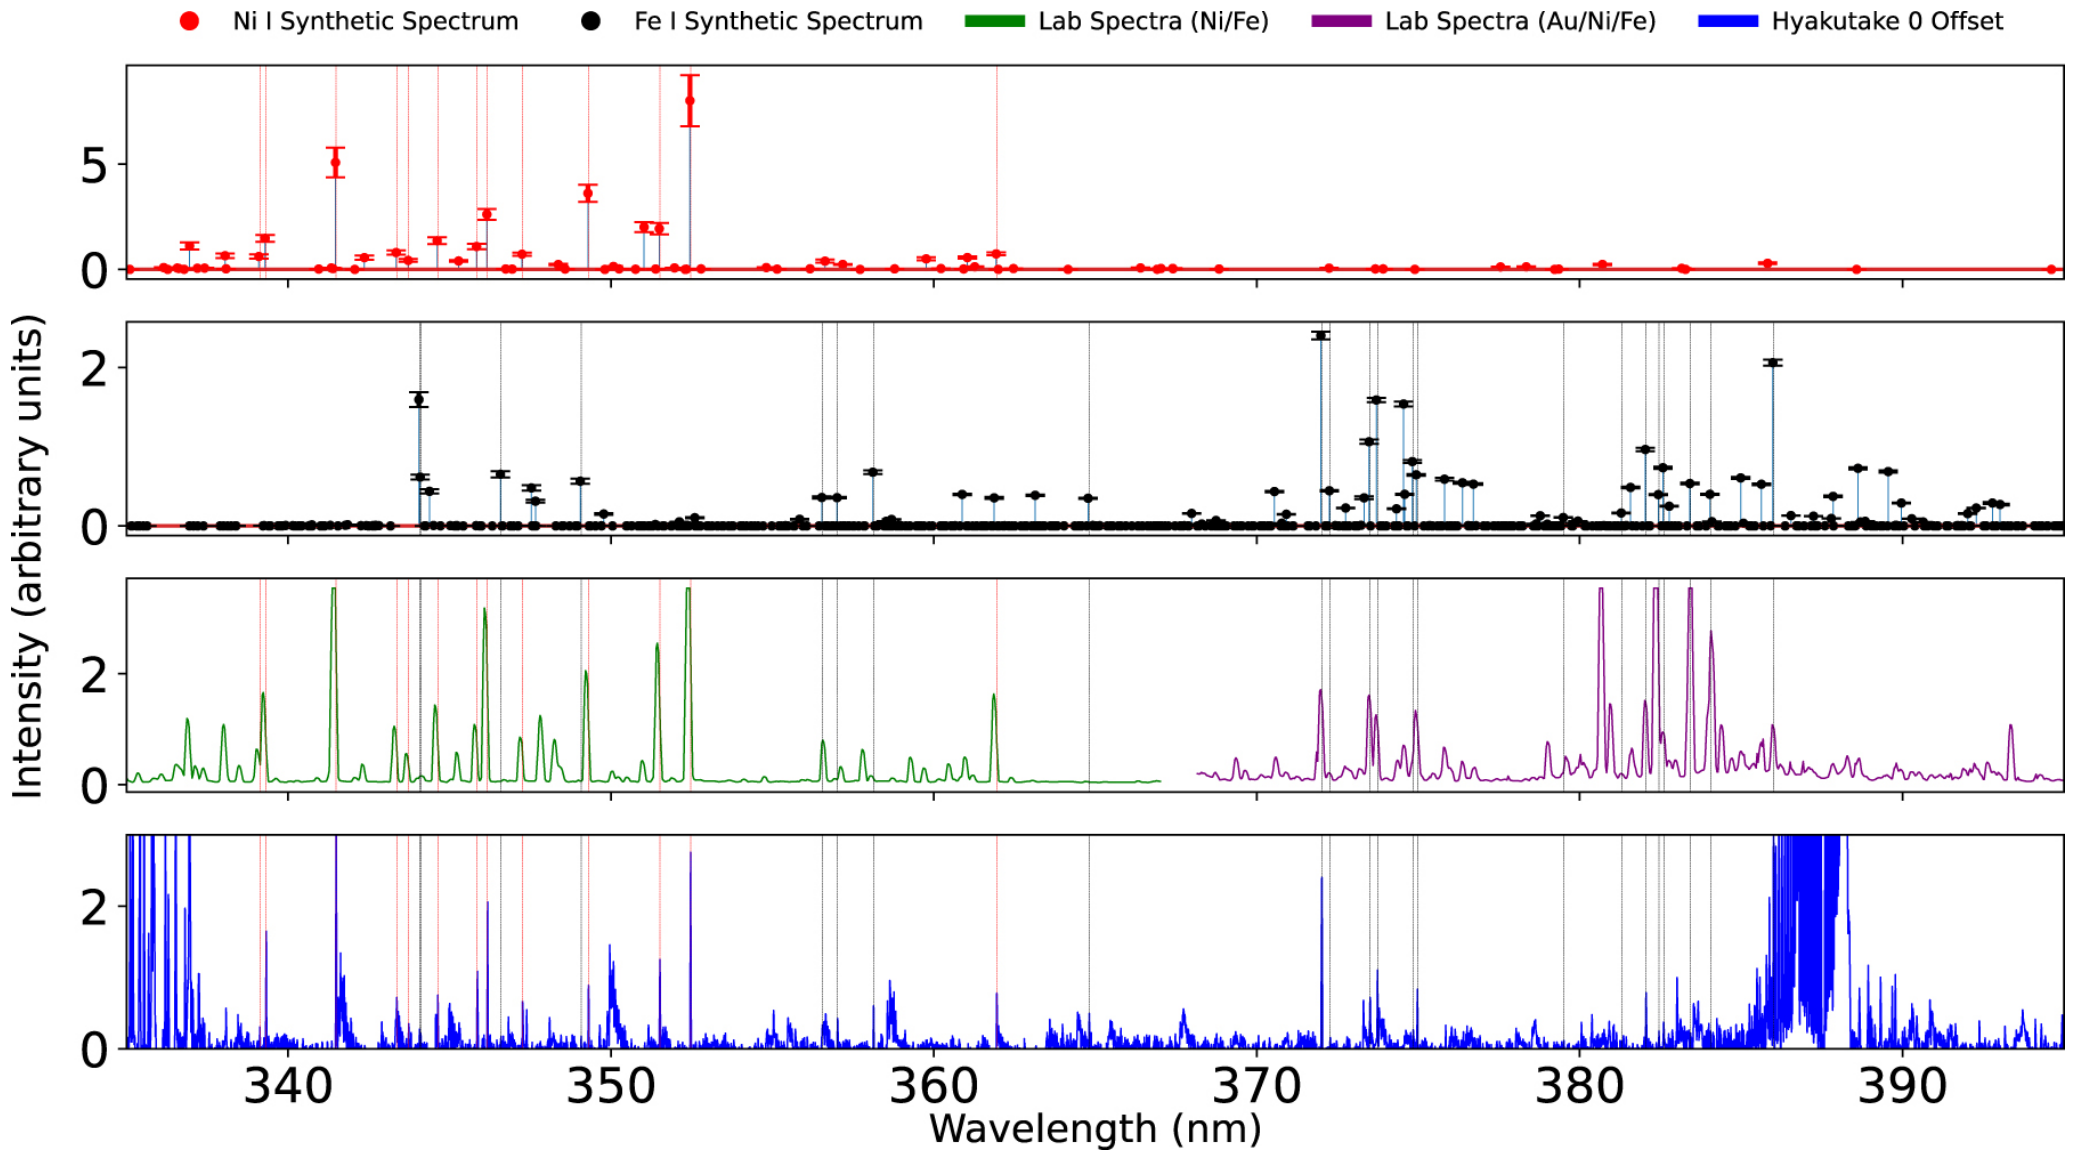 Ni I Synthetic Spectrum Fe I Synthetic Spectrum Lab Spectra (Ni/Fe) Lab Spectra (Au/Ni/Fe) Hyakutake 0 Offset
5
0
2
0
2
0
2
0
Intensity (arbitrary units)
340 350 360 370 380 390
Wavelength (nm)